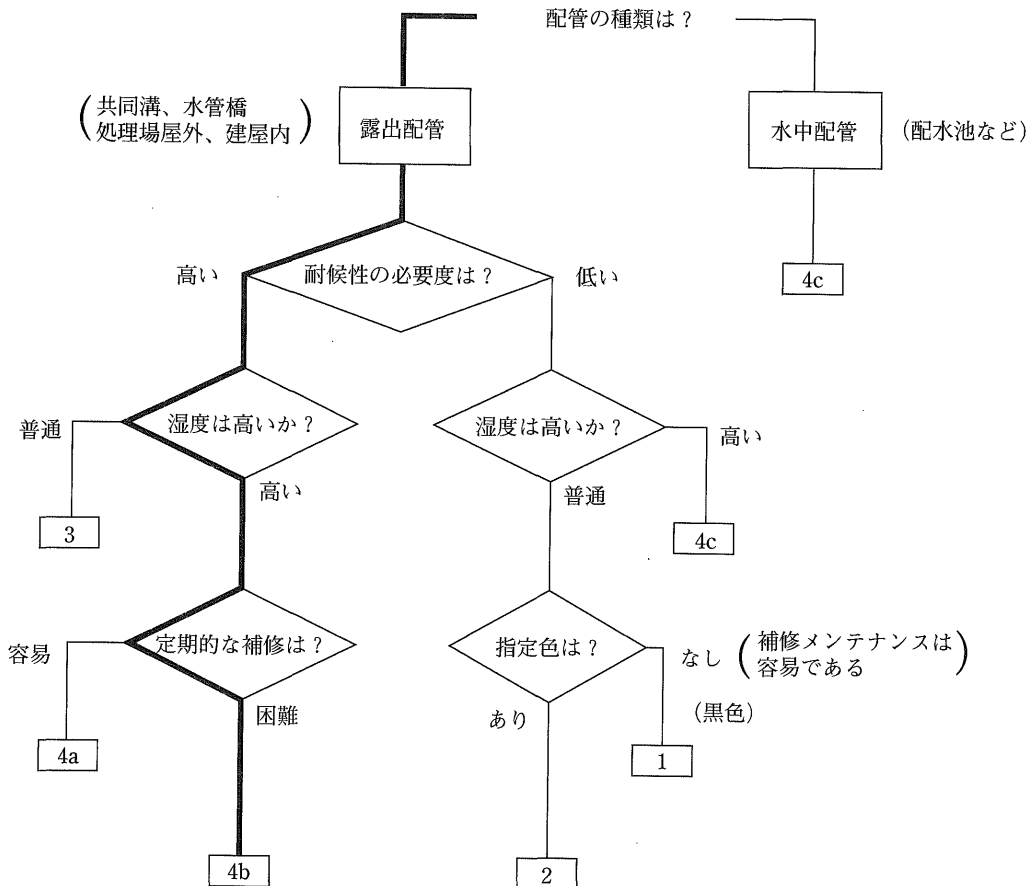 配管の種類は？
（共同溝、水管橋
処理場屋外、建屋内）
露出配管
水中配管
（配水池など）
高い
耐候性の必要度は？
低い
4c
普通
湿度は高いか？
湿度は高いか？
高い
高い
普通
3
4c
容易
定期的な補修は？
指定色は？
なし
（補修メンテナンスは
容易である）
困難
あり
（黒色）
4a
1
4b
2